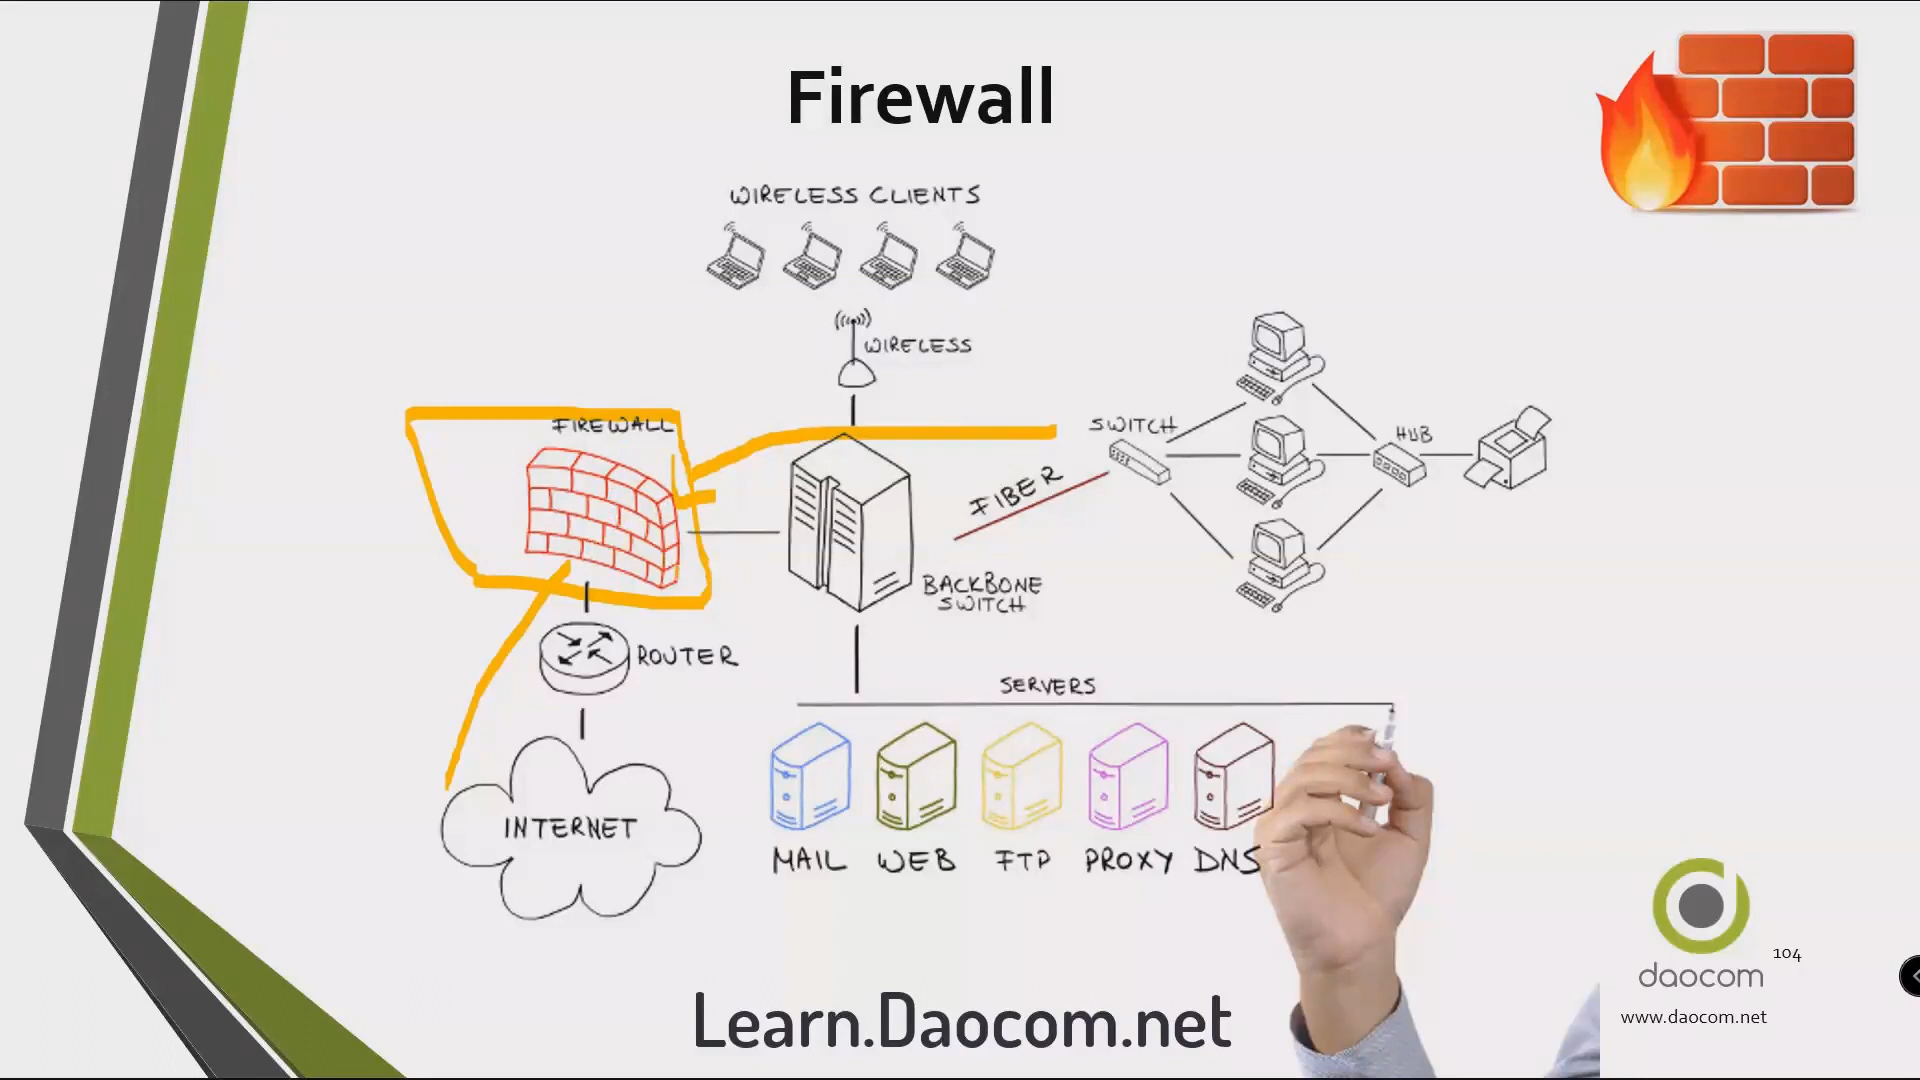 Firewall
WIRELESS CLIENTS
WIRELESS
FIREWALL
SWITCH
HUB
FIBER
BACKBONE
SWITCH
ROUTER
SERVERS
INTERNET
MAIL WEB FTP PROXY DNS
daocom
104
www.daocom.net
Learn.Daocom.net